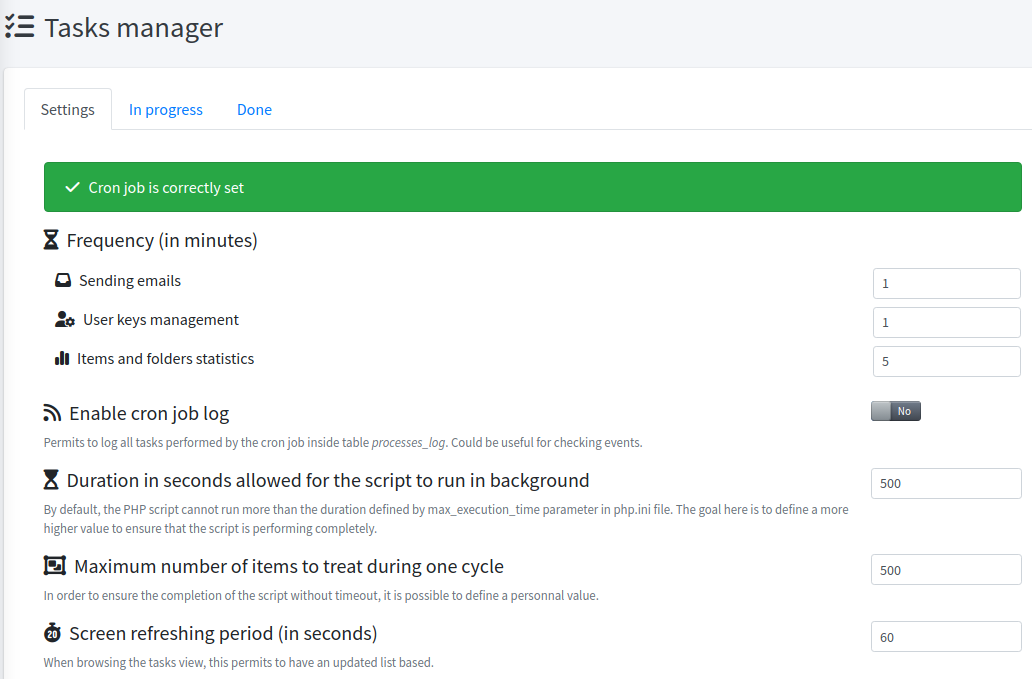 Tasks manager
Settings In progress Done
Cron job is correctly set
Frequency (in minutes)
Sending emails 1
User keys management 1
Items and folders statistics 5
Enable cron job log No
Permits to log all tasks performed by the cron job inside table processes_log. Could be useful for checking events.
Duration in seconds allowed for the script to run in background 500
By default, the PHP script cannot run more than the duration defined by max_execution_time parameter in php.ini file. The goal here is to define a more
higher value to ensure that the script is performing completely.
Maximum number of items to treat during one cycle 500
In order to ensure the completion of the script without timeout, it is possible to define a personnal value.
20 Screen refreshing period (in seconds) 60
When browsing the tasks view, this permits to have an updated list based.